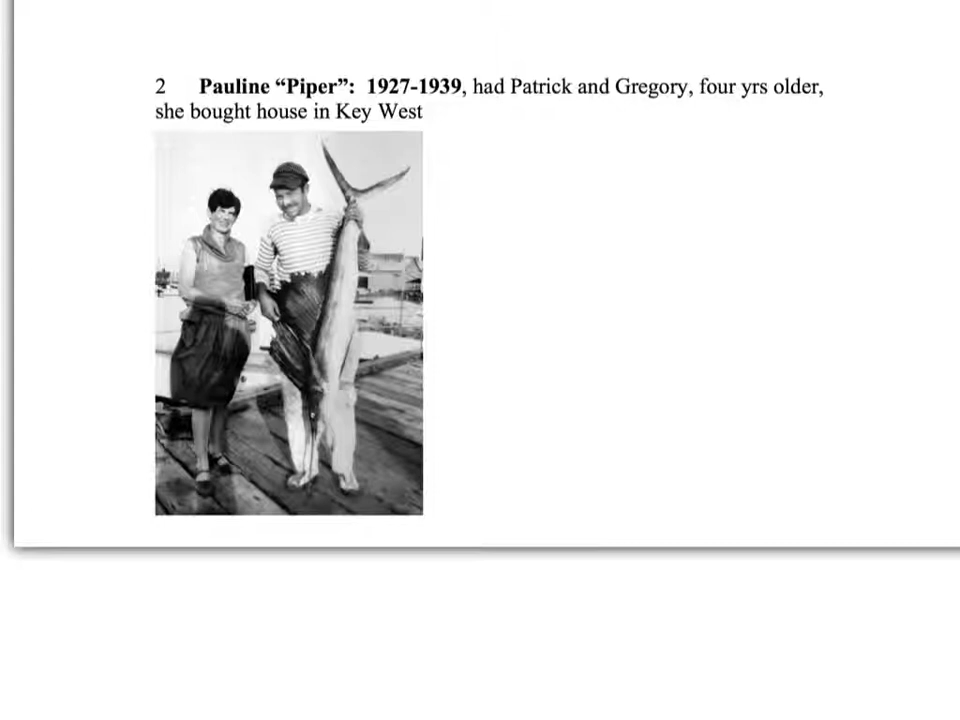 2 Pauline “Piper”: 1927-1939, had Patrick and Gregory, four yrs older,
she bought house in Key West